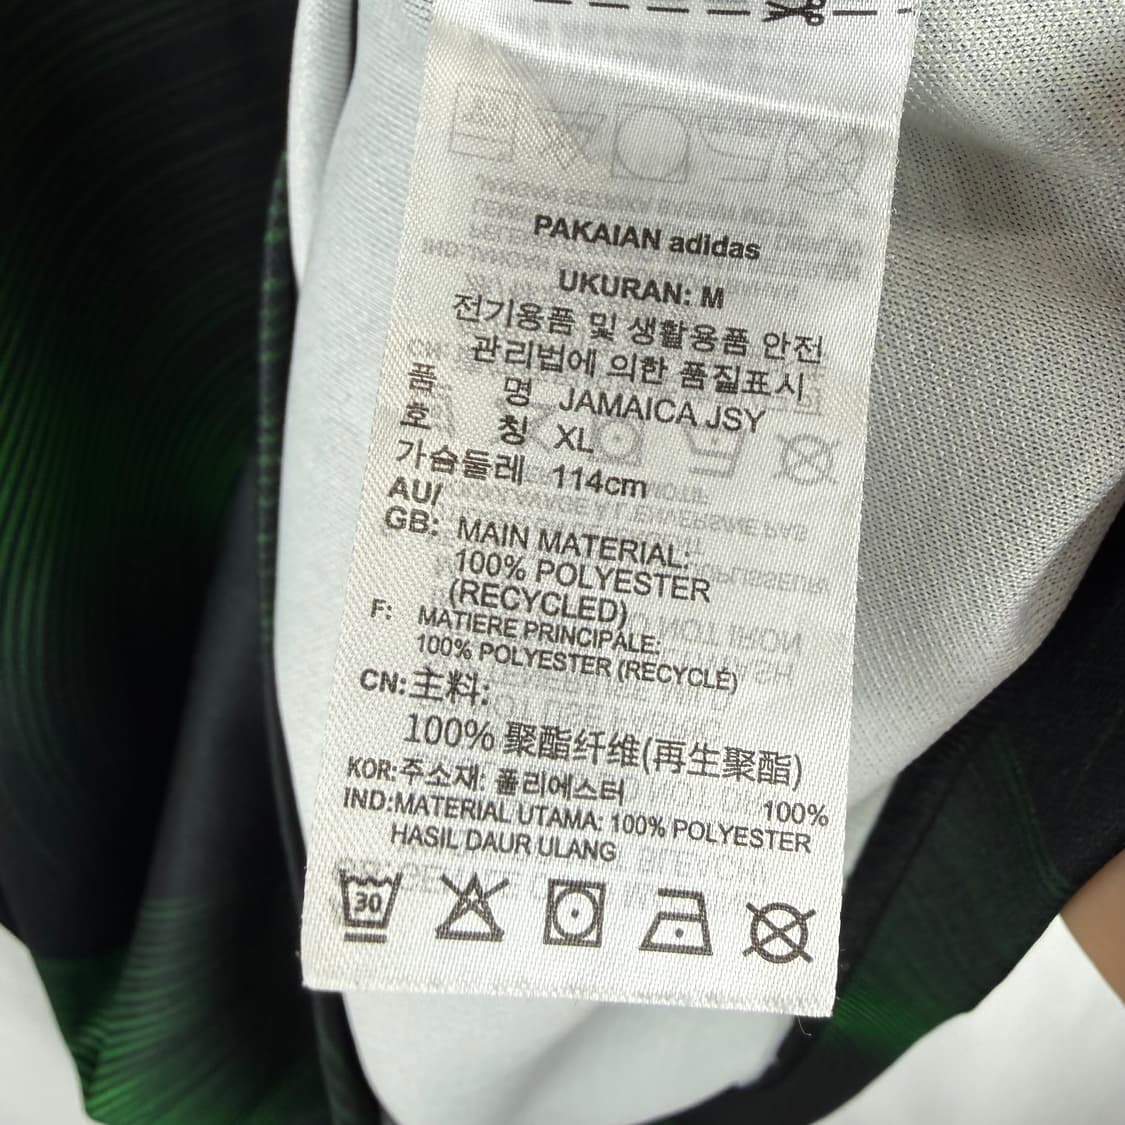 PAKAIAN adidas
UKURAN: M
전기용품 및 생활용품 안전
관리법에 의한 품질표시
품 명 JAMAICA JSY
호 칭 XL
가슴둘레 114cm
AU/
GB: MAIN MATERIAL:
100% POLYESTER
(RECYCLED)
F: MATIERE PRINCIPALE:
100% POLYESTER (RECYCLÉ)
CN:主料:
100% 聚酯纤维(再生聚酯)
KOR:주소재: 폴리에스터
100%
IND:MATERIAL UTAMA: 100% POLYESTER
HASIL DAUR ULANG
30